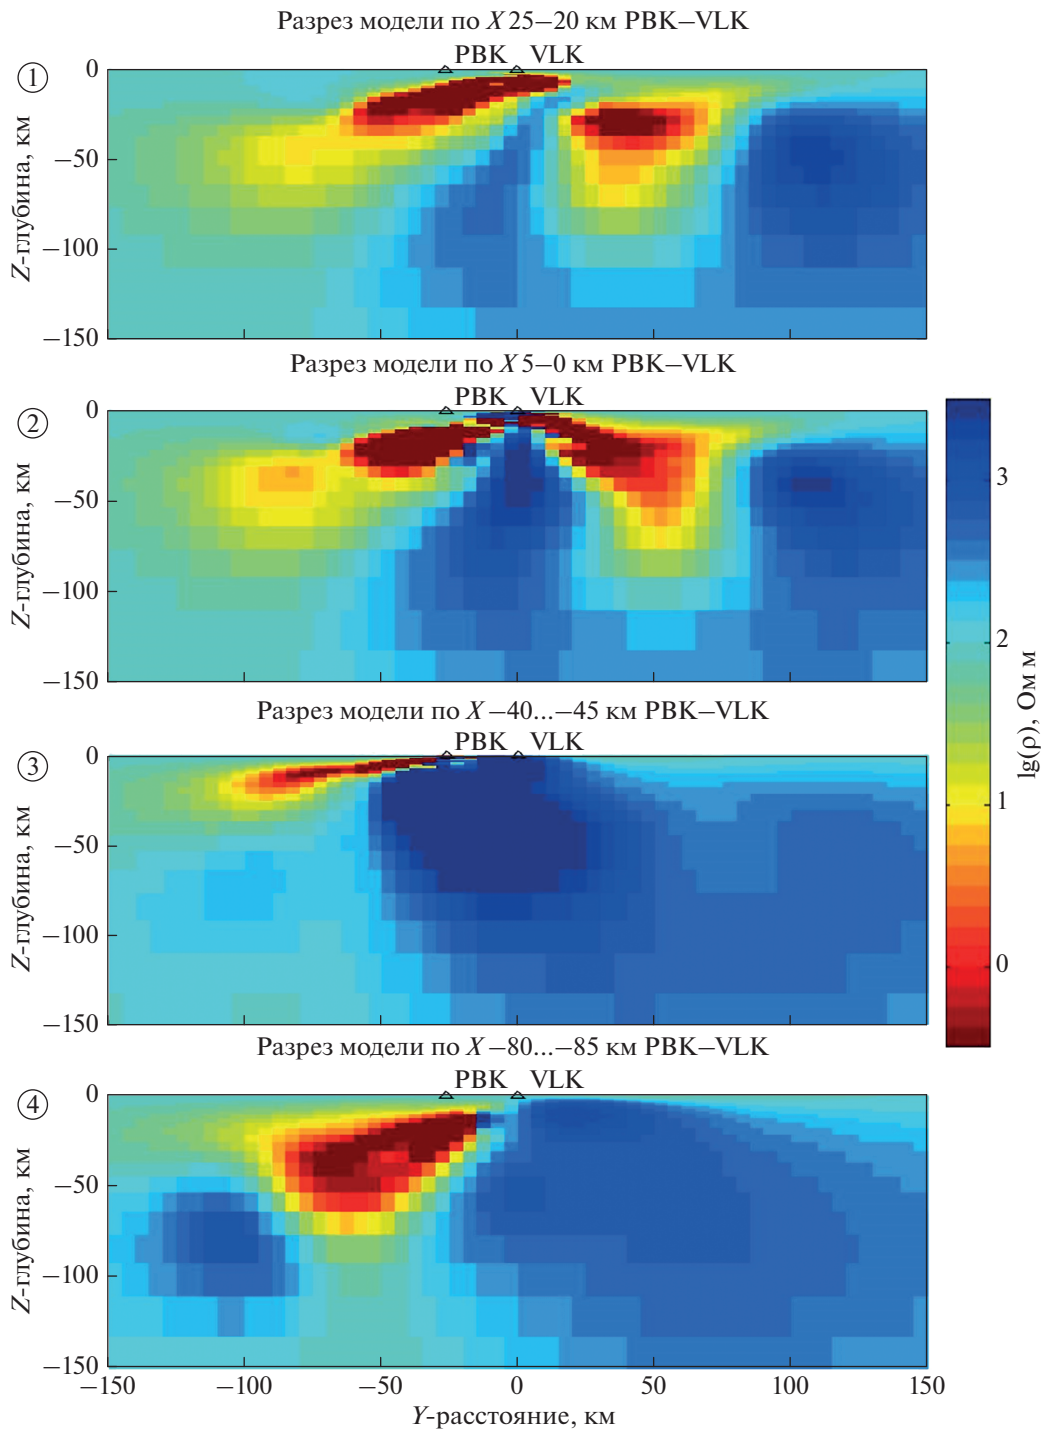 Разрез модели по X 25–20 км PBK–VLK
PBK VLK
1
0
–50
–100
–150
Z-глубина, км
Разрез модели по X 5–0 км PBK–VLK
PBK VLK
2
0
–50
–100
–150
Z-глубина, км
Разрез модели по X –40...–45 км PBK–VLK
PBK VLK
3
0
–50
–100
–150
Z-глубина, км
Разрез модели по X –80...–85 км PBK–VLK
PBK VLK
4
0
–50
–100
–150
Z-глубина, км
–150 –100 –50 0 50 100 150
Y-расстояние, км
3
2
1
0
lg(ρ), Ом м